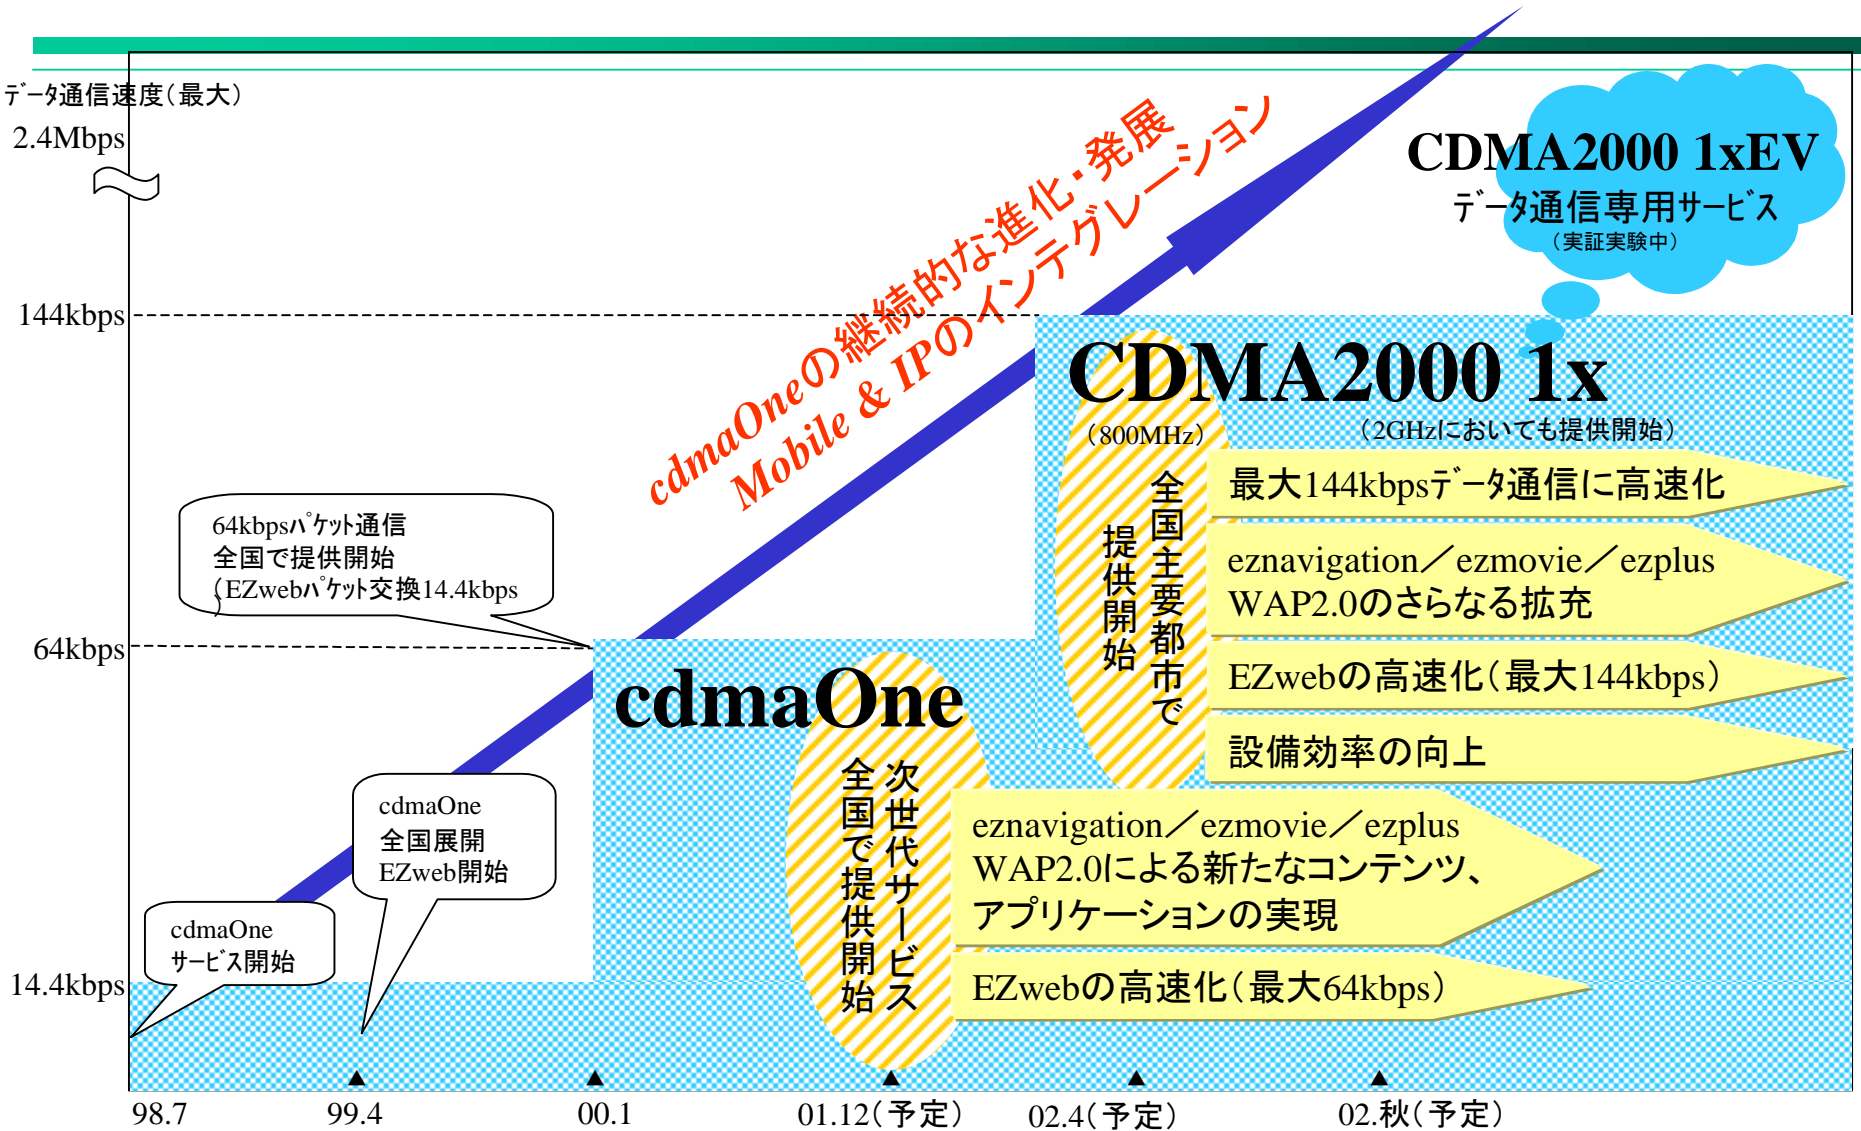 データ通信速度(最大)
2.4Mbps
144kbps
64kbps
14.4kbps
cdmaOneの継続的な進化・発展
Mobile & IPのインテグレーション
CDMA2000 1xEV
データ通信専用サービス
(実証実験中)
CDMA2000 1x
(800MHz)
(2GHzにおいても提供開始)
全国主要都市で
提供開始
最大144kbpsデータ通信に高速化
eznavigation/ezmovie/ezplus
WAP2.0のさらなる拡充
EZwebの高速化(最大144kbps)
設備効率の向上
64kbpsパケット通信
全国で提供開始
(EZwebパケット交換14.4kbps
)
cdmaOne
次世代サービス
全国で提供開始
eznavigation/ezmovie/ezplus
WAP2.0による新たなコンテンツ、
アプリケーションの実現
EZwebの高速化(最大64kbps)
cdmaOne
全国展開
EZweb開始
cdmaOne
サービス開始
98.7
99.4
00.1
01.12(予定)
02.4(予定)
02.秋(予定)